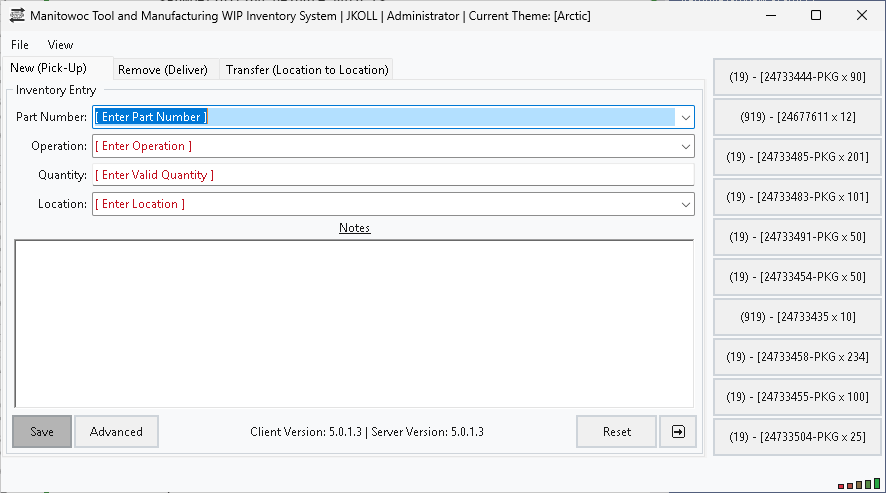 Manitowoc Tool and Manufacturing WIP Inventory System | JKOLL | Administrator | Current Theme: [Arctic]
File View
New (Pick-Up) Remove (Deliver) Transfer (Location to Location)
Inventory Entry
Part Number: [ Enter Part Number ]
Operation: [ Enter Operation ]
Quantity: [ Enter Valid Quantity ]
Location: [ Enter Location ]
Notes
Save Advanced Client Version: 5.0.1.3 | Server Version: 5.0.1.3 Reset
(19) - [24733444-PKG x 90]
(919) - [24677611 x 12]
(19) - [24733485-PKG x 201]
(19) - [24733483-PKG x 101]
(19) - [24733491-PKG x 50]
(19) - [24733454-PKG x 50]
(919) - [24733435 x 10]
(19) - [24733458-PKG x 234]
(19) - [24733455-PKG x 100]
(19) - [24733504-PKG x 25]